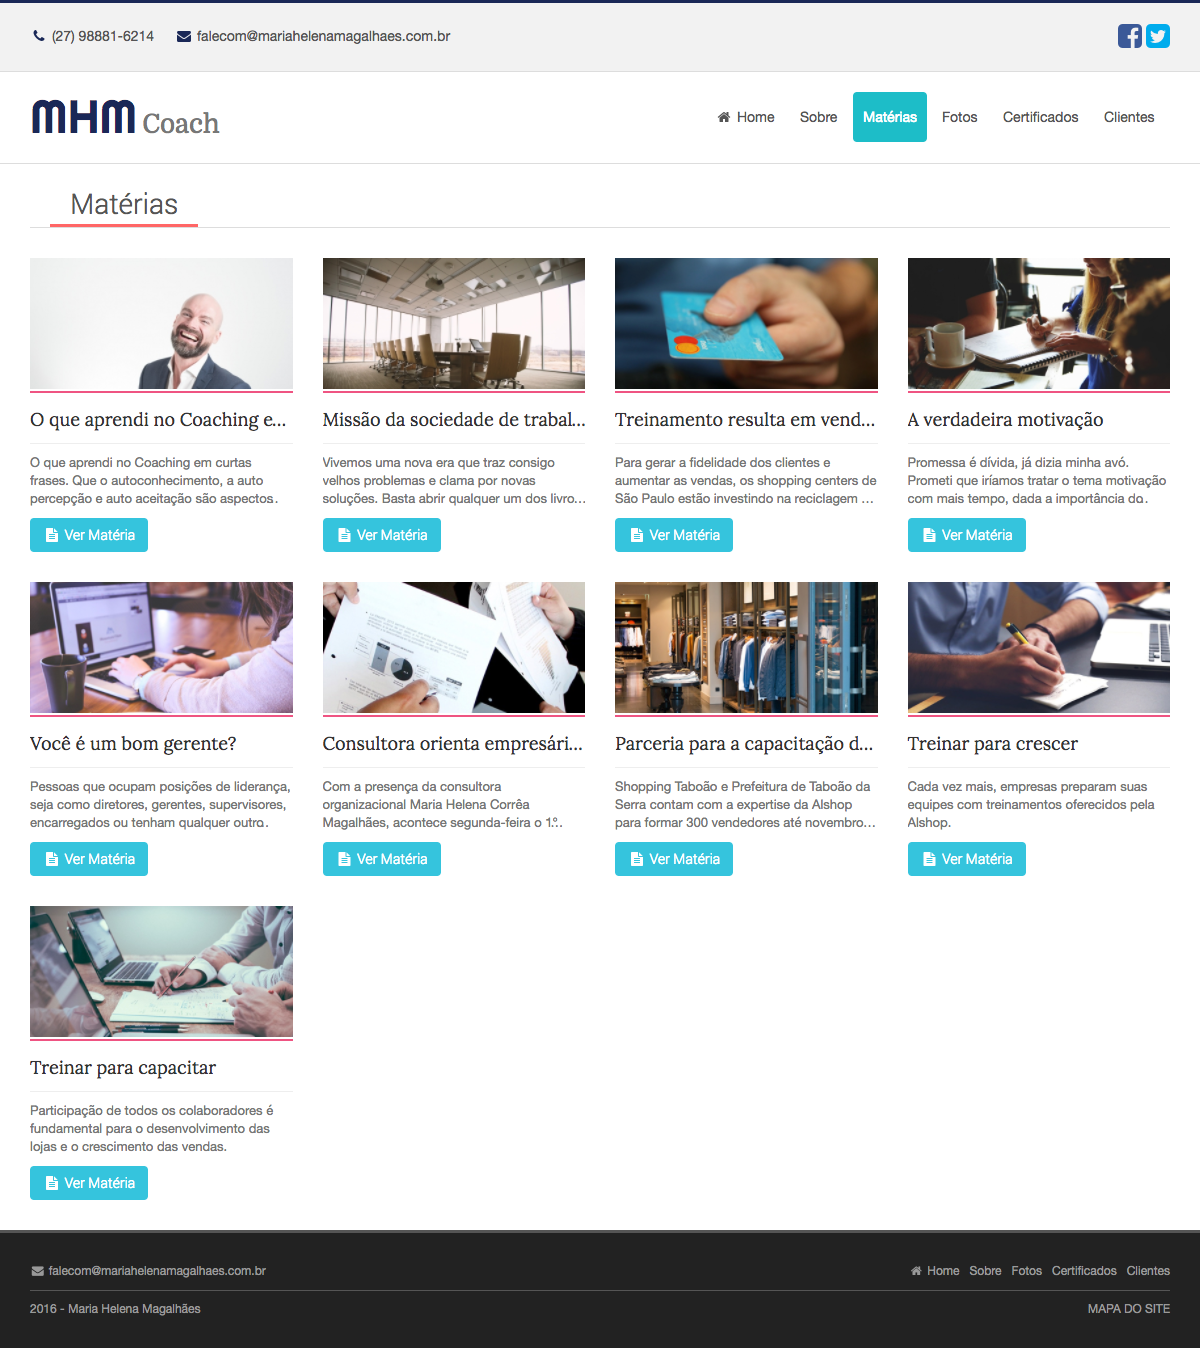 (27) 98881-6214 falecom@mariahelenamagalhaes.com.br
MHM Coach
Home Sobre Matérias Fotos Certificados Clientes
Matérias
O que aprendi no Coaching e...
O que aprendi no Coaching em curtas
frases. Que o autoconhecimento, a auto
percepção e auto aceitação são aspectos..
Ver Matéria
Missão da sociedade de trabal...
Vivemos uma nova era que traz consigo
velhos problemas e clama por novas
soluções. Basta abrir qualquer um dos livro...
Ver Matéria
Treinamento resulta em vend...
Para gerar a fidelidade dos clientes e
aumentar as vendas, os shopping centers de
São Paulo estão investindo na reciclagem ...
Ver Matéria
A verdadeira motivação
Promessa é dívida, já dizia minha avó.
Prometi que iríamos tratar o tema motivação
com mais tempo, dada a importância do..
Ver Matéria
Você é um bom gerente?
Pessoas que ocupam posições de liderança,
seja como diretores, gerentes, supervisores,
encarregados ou tenham qualquer outro..
Ver Matéria
Consultora orienta empresári...
Com a presença da consultora
organizacional Maria Helena Corrêa
Magalhães, acontece segunda-feira o 1º...
Ver Matéria
Parceria para a capacitação d...
Shopping Taboão e Prefeitura de Taboão da
Serra contam com a expertise da Alshop
para formar 300 vendedores até novembro...
Ver Matéria
Treinar para crescer
Cada vez mais, empresas preparam suas
equipes com treinamentos oferecidos pela
Alshop.
Ver Matéria
Treinar para capacitar
Participação de todos os colaboradores é
fundamental para o desenvolvimento das
lojas e o crescimento das vendas.
Ver Matéria
falecom@mariahelenamagalhaes.com.br
Home Sobre Fotos Certificados Clientes
2016 - Maria Helena Magalhães
MAPA DO SITE